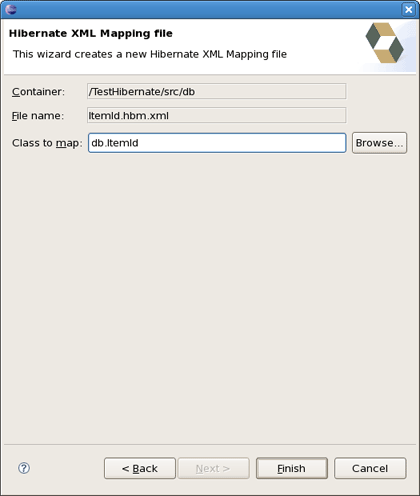 Hibernate XML Mapping file
This wizard creates a new Hibernate XML Mapping file
Container: /TestHibernate/src/db
File name: ItemId.hbm.xml
Class to map: db.ItemId Browse...
? < Back Next > Finish Cancel